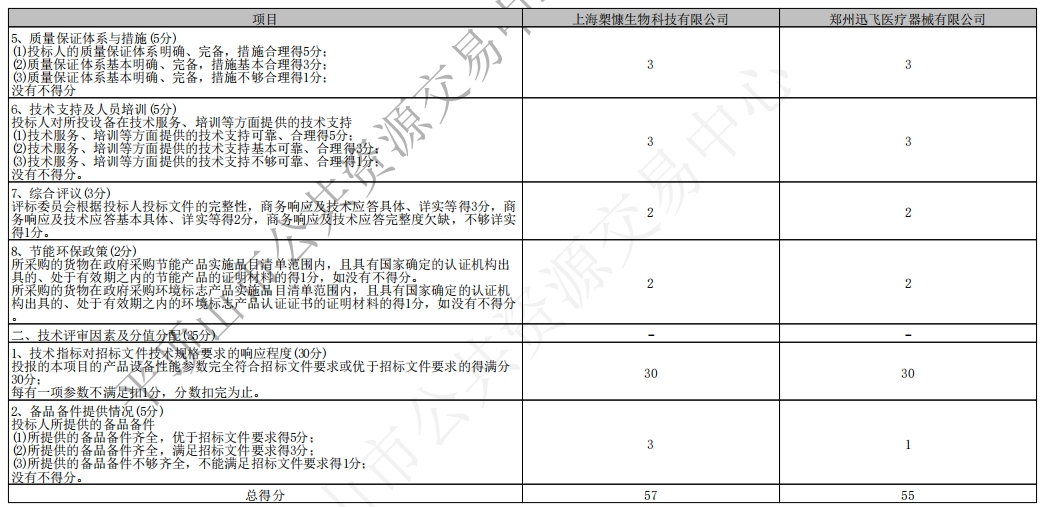 项目 上海塑慷生物科技有限公司 郑州迅飞医疗器械有限公司
5、质量保证体系与措施(5分)
(1)投标人的质量保证体系明确、完备，措施合理得5分；
(2)质量保证体系基本明确、完备，措施基本合理得3分；
(3)质量保证体系基本明确、完备，措施不够合理得1分；
没有不得分
3 3
6、技术支持及人员培训(5分)
投标人对所投设备在技术服务、培训等方面提供的技术支持
(1)技术服务、培训等方面提供的技术支持可靠、合理得5分；
(2)技术服务、培训等方面提供的技术支持基本可靠、合理得3分；
(3)技术服务、培训等方面提供的技术支持不够可靠、合理得1分；
没有不得分。
3 3
7、综合评议(3分)
评标委员会根据投标人投标文件的完整性，商务响应及技术应答具体、详实等得3分，商
务响应及技术应答基本具体、详实等得2分，商务响应及技术应答完整度欠缺，不够详实
得1分。
2 2
8、节能环保政策(2分)
所采购的货物在政府采购节能产品实施品目清单范围内，且具有国家确定的认证机构出
具的、处于有效期之内的节能产品的证明材料的得1分，如没有不得分。
所采购的货物在政府采购环境标志产品实施品目清单范围内，且具有国家确定的认证机
构出具的、处于有效期之内的环境标志产品认证证书的证明材料的得1分，如没有不得分
。
2 2
二、技术评审因素及分值分配(35分) - -
1、技术指标对招标文件技术规格要求的响应程度(30分)
投报的本项目的产品设备性能参数完全符合招标文件要求或优于招标文件要求的得满分
30分；
每有一项参数不满足扣1分，分数扣完为止。
30 30
2、备品备件提供情况(5分)
投标人所提供的备品备件
(1)所提供的备品备件齐全，优于招标文件要求得5分；
(2)所提供的备品备件齐全，满足招标文件要求得3分；
(3)所提供的备品备件不够齐全，不能满足招标文件要求得1分；
没有不得分。
3 1
总得分 57 55
平顶山市公共资源交易中
山市公共资源交易中心